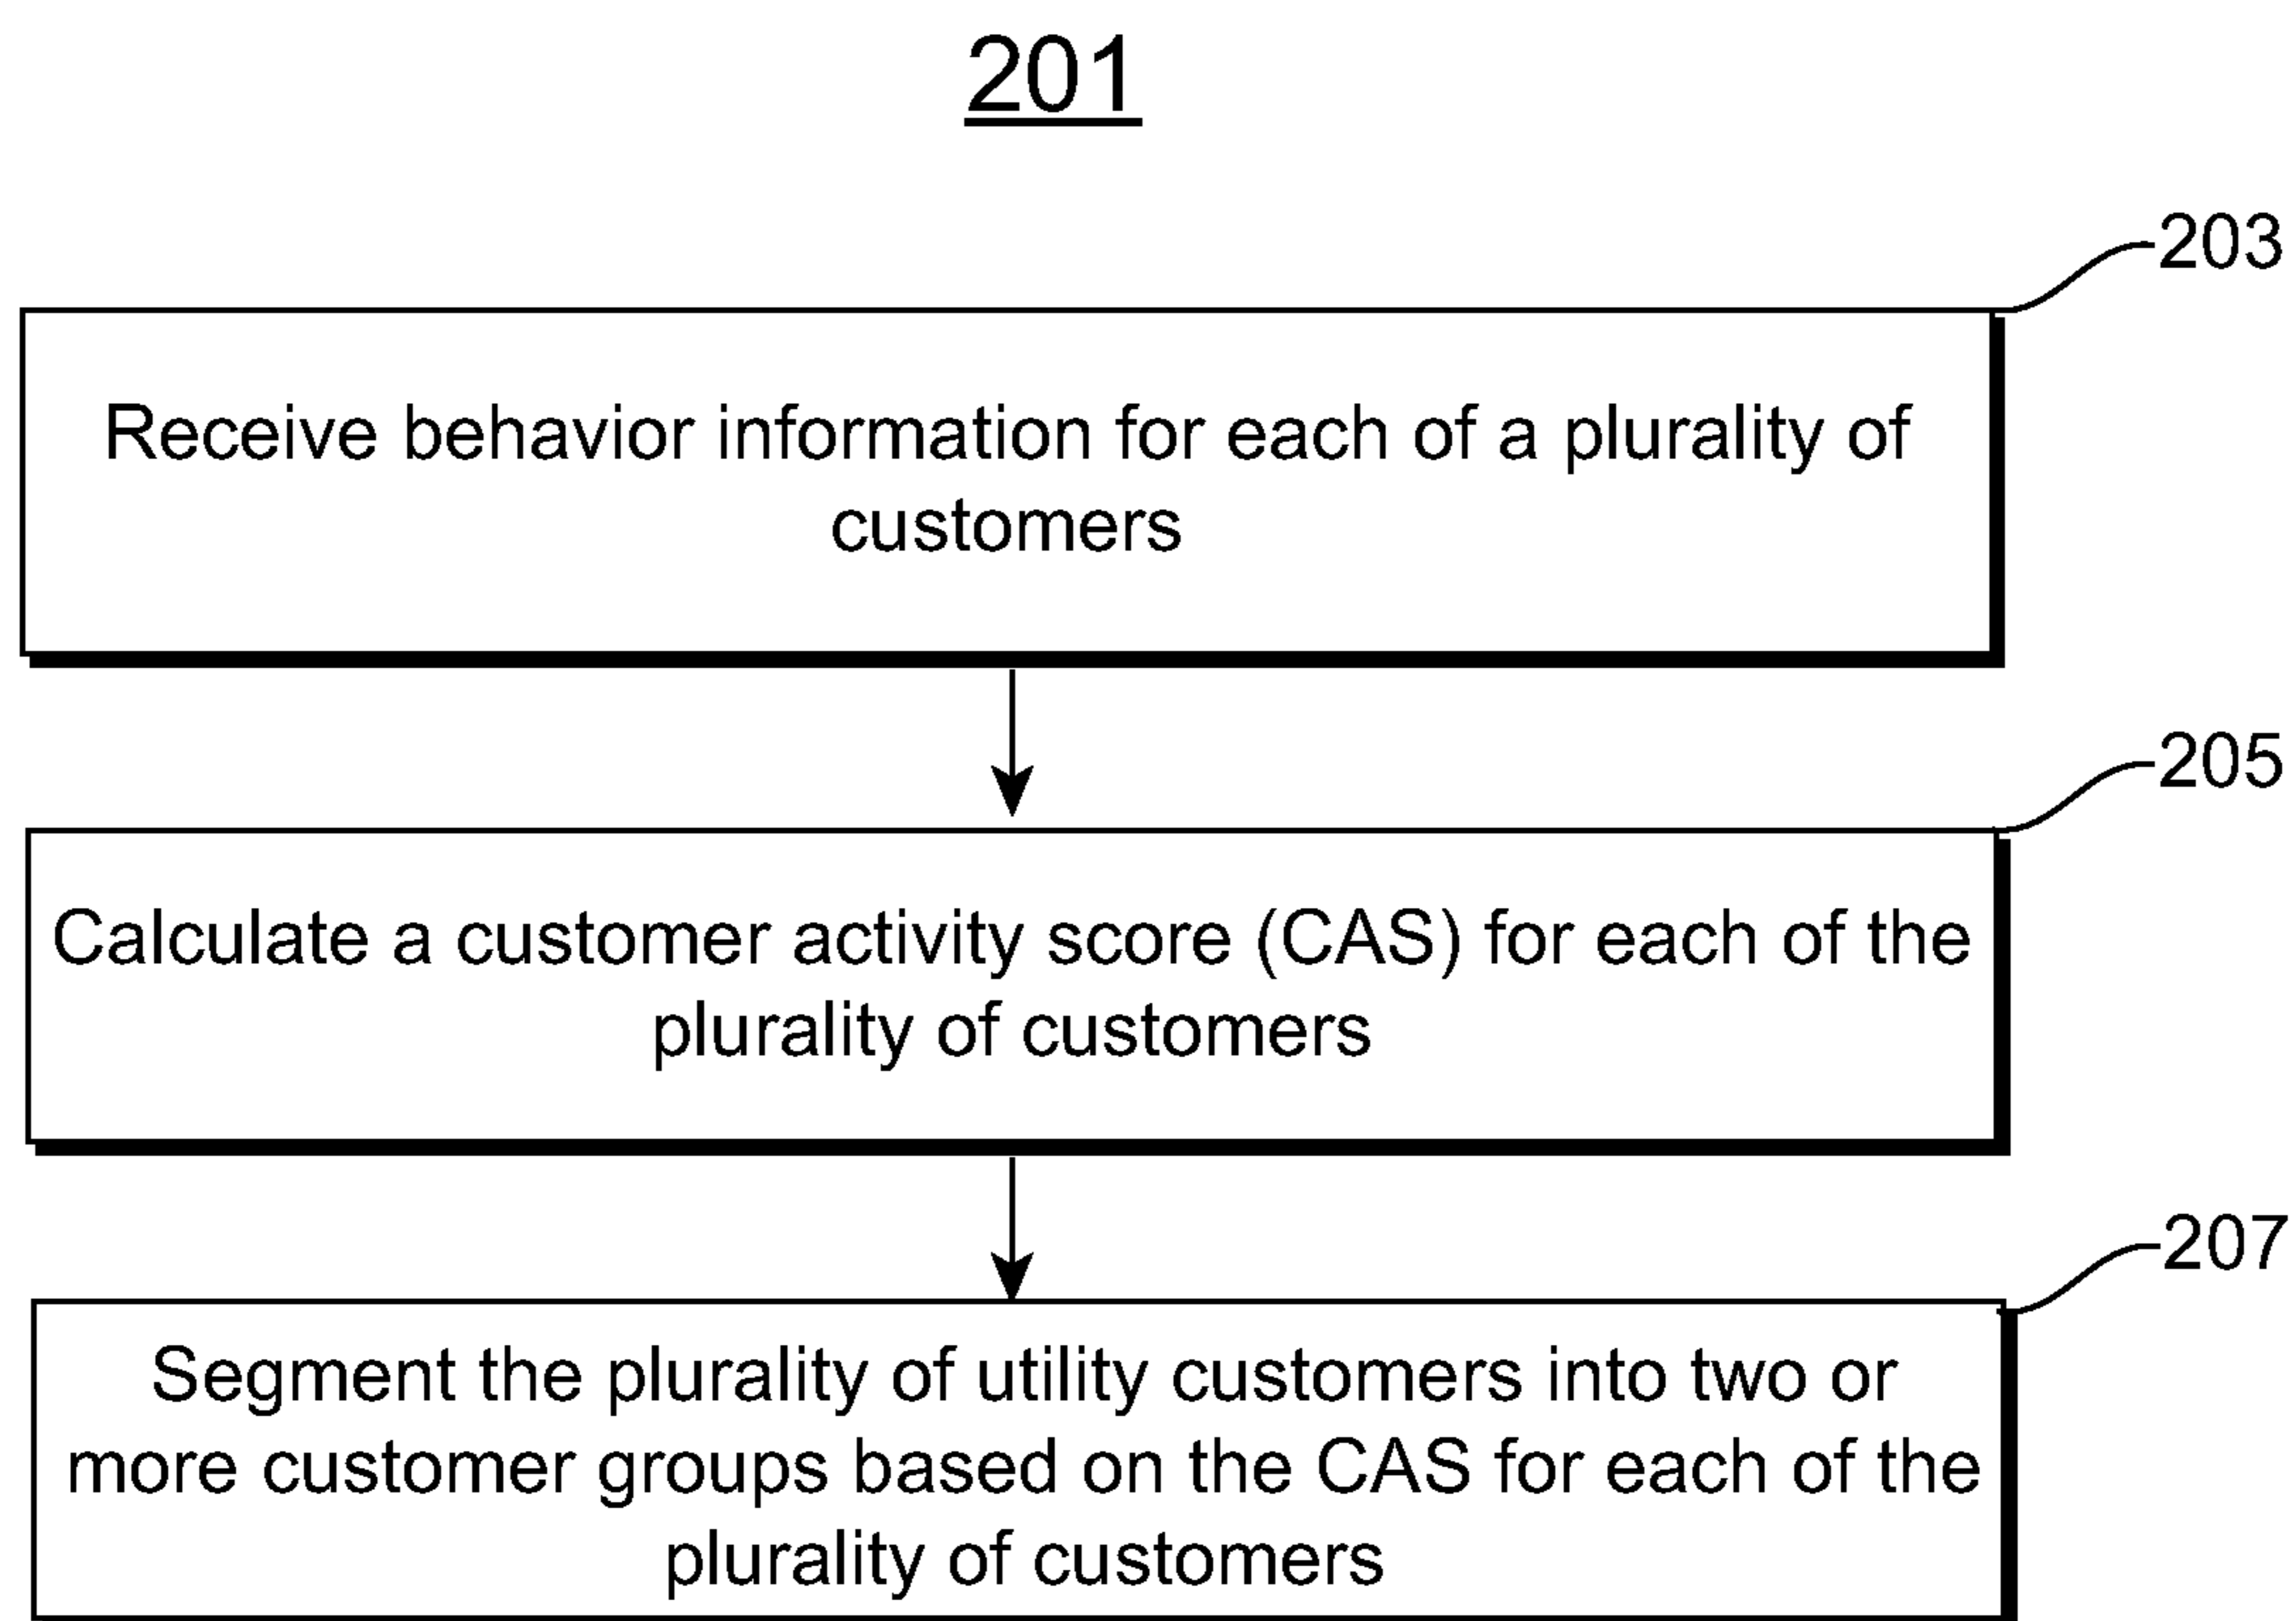 201
203
Receive behavior information for each of a plurality of
customers
205
Calculate a customer activity score (CAS) for each of the
plurality of customers
207
Segment the plurality of utility customers into two or
more customer groups based on the CAS for each of the
plurality of customers